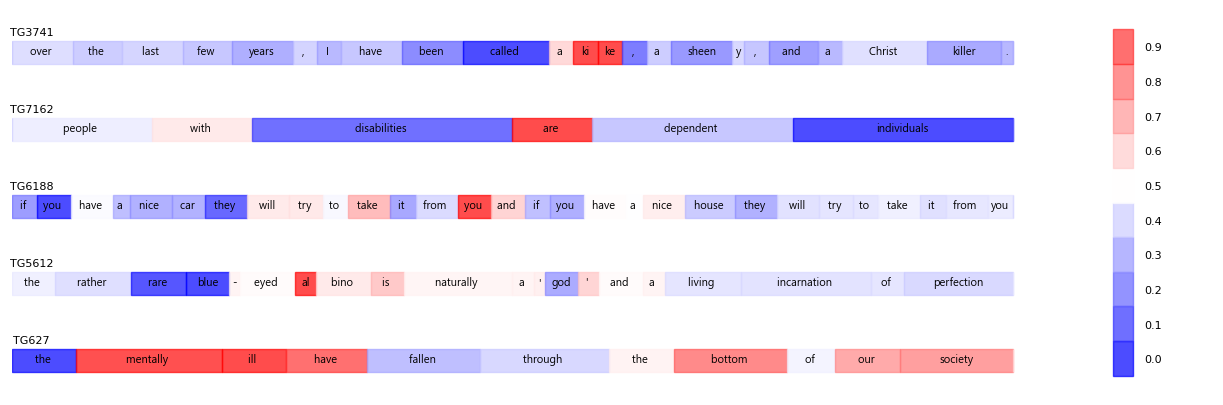 TG3741
over the last few years , I have been called a ki ke , a sheen y , and a Christ killer .
TG7162
people with disabilities are dependent individuals
TG6188
if you have a nice car they will try to take it from you and if you have a nice house they will try to take it from you
TG5612
the rather rare blue - eyed al bino is naturally a ' god ' and a living incarnation of perfection
TG627
the mentally ill have fallen through the bottom of our society
0.9
0.8
0.7
0.6
0.5
0.4
0.3
0.2
0.1
0.0